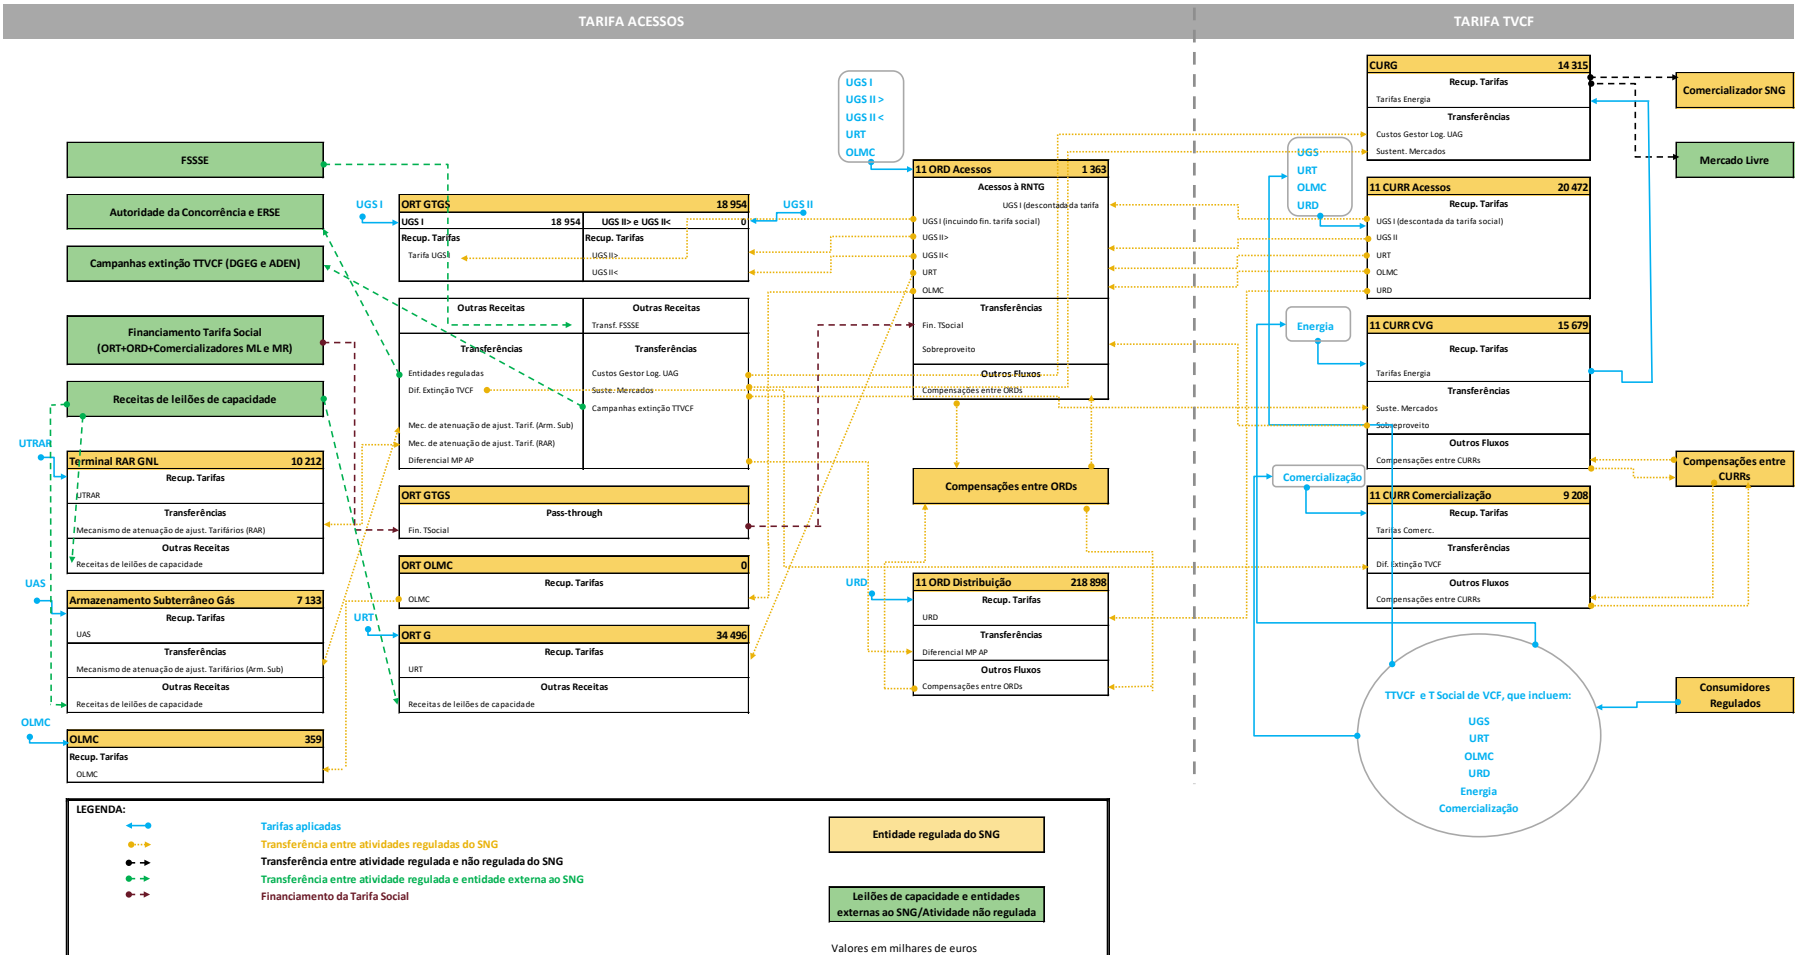 TARIFA ACESSOS
TARIFA TVCF
FSSSE
Autoridade da Concorrência e ERSE
Campanhas extinção TTVCF (DGEG e ADEN)
Financiamento Tarifa Social
(ORT+ORD+Comercializadores ML e MR)
Receitas de leilões de capacidade
UTRAR
Terminal RAR GNL 10 212
Recup. Tarifas
UTRAR
Transferências
Mecanismo de atenuação de ajust. Tarifários (RAR)
Outras Receitas
Receitas de leilões de capacidade
UAS
Armazenamento Subterrâneo Gás 7 133
Recup. Tarifas
UAS
Transferências
Mecanismo de atenuação de ajust. Tarifários (Arm. Sub)
Outras Receitas
Receitas de leilões de capacidade
OLMC
OLMC 359
Recup. Tarifas
OLMC
UGS I
UGS II
ORT GTGS 18 954
UGS I 18 954
UGS II> e UGS II< 0
Recup. Tarifas
Tarifa UGS I
Recup. Tarifas
UGS II>
UGS II<
Outras Receitas
Transferências
Entidades reguladas
Dif. Extinção TVCF
Mec. de atenuação de ajust. Tarif. (Arm. Sub)
Mec. de atenuação de ajust. Tarif. (RAR)
Diferencial MP AP
Outras Receitas
Transf. FSSSE
Transferências
Custos Gestor Log. UAG
Suste. Mercados
Campanhas extinção TTVCF
ORT GTGS
Pass-through
Fin. TSocial
ORT OLMC 0
Recup. Tarifas
OLMC
URT
ORT G 34 496
Recup. Tarifas
URT
Outras Receitas
Receitas de leilões de capacidade
UGS I
UGS II >
UGS II <
URT
OLMC
11 ORD Acessos 1 363
Acessos à RNTG
UGS I (descontada da tarifa
UGS I (incuindo fin. tarifa social)
UGS II>
UGS II<
URT
OLMC
Transferências
Fin. TSocial
Sobreproveito
Outros Fluxos
Compensações entre ORDs
Compensações entre ORDs
URD
11 ORD Distribuição 218 898
Recup. Tarifas
URD
Transferências
Diferencial MP AP
Outros Fluxos
Compensações entre ORDs
CURG 14 315
Recup. Tarifas
Tarifas Energia
Transferências
Custos Gestor Log. UAG
Sustent. Mercados
Comercializador SNG
Mercado Livre
UGS
URT
OLMC
URD
11 CURR Acessos 20 472
Recup. Tarifas
UGS I (descontada da tarifa social)
UGS II
URT
OLMC
URD
Energia
11 CURR CVG 15 679
Recup. Tarifas
Tarifas Energia
Transferências
Suste. Mercados
Sobreproveito
Outros Fluxos
Compensações entre CURRs
Compensações entre
CURRs
Comercialização
11 CURR Comercialização 9 208
Recup. Tarifas
Tarifas Comerc.
Transferências
Dif. Extinção TVCF
Outros Fluxos
Compensações entre CURRs
TTVCF e T Social de VCF, que incluem:
UGS
URT
OLMC
URD
Energia
Comercialização
Consumidores
Regulados
LEGENDA:
Tarifas aplicadas
Transferência entre atividades reguladas do SNG
Transferência entre atividade regulada e não regulada do SNG
Transferência entre atividade regulada e entidade externa ao SNG
Financiamento da Tarifa Social
Entidade regulada do SNG
Leilões de capacidade e entidades
externas ao SNG/Atividade não regulada
Valores em milhares de euros